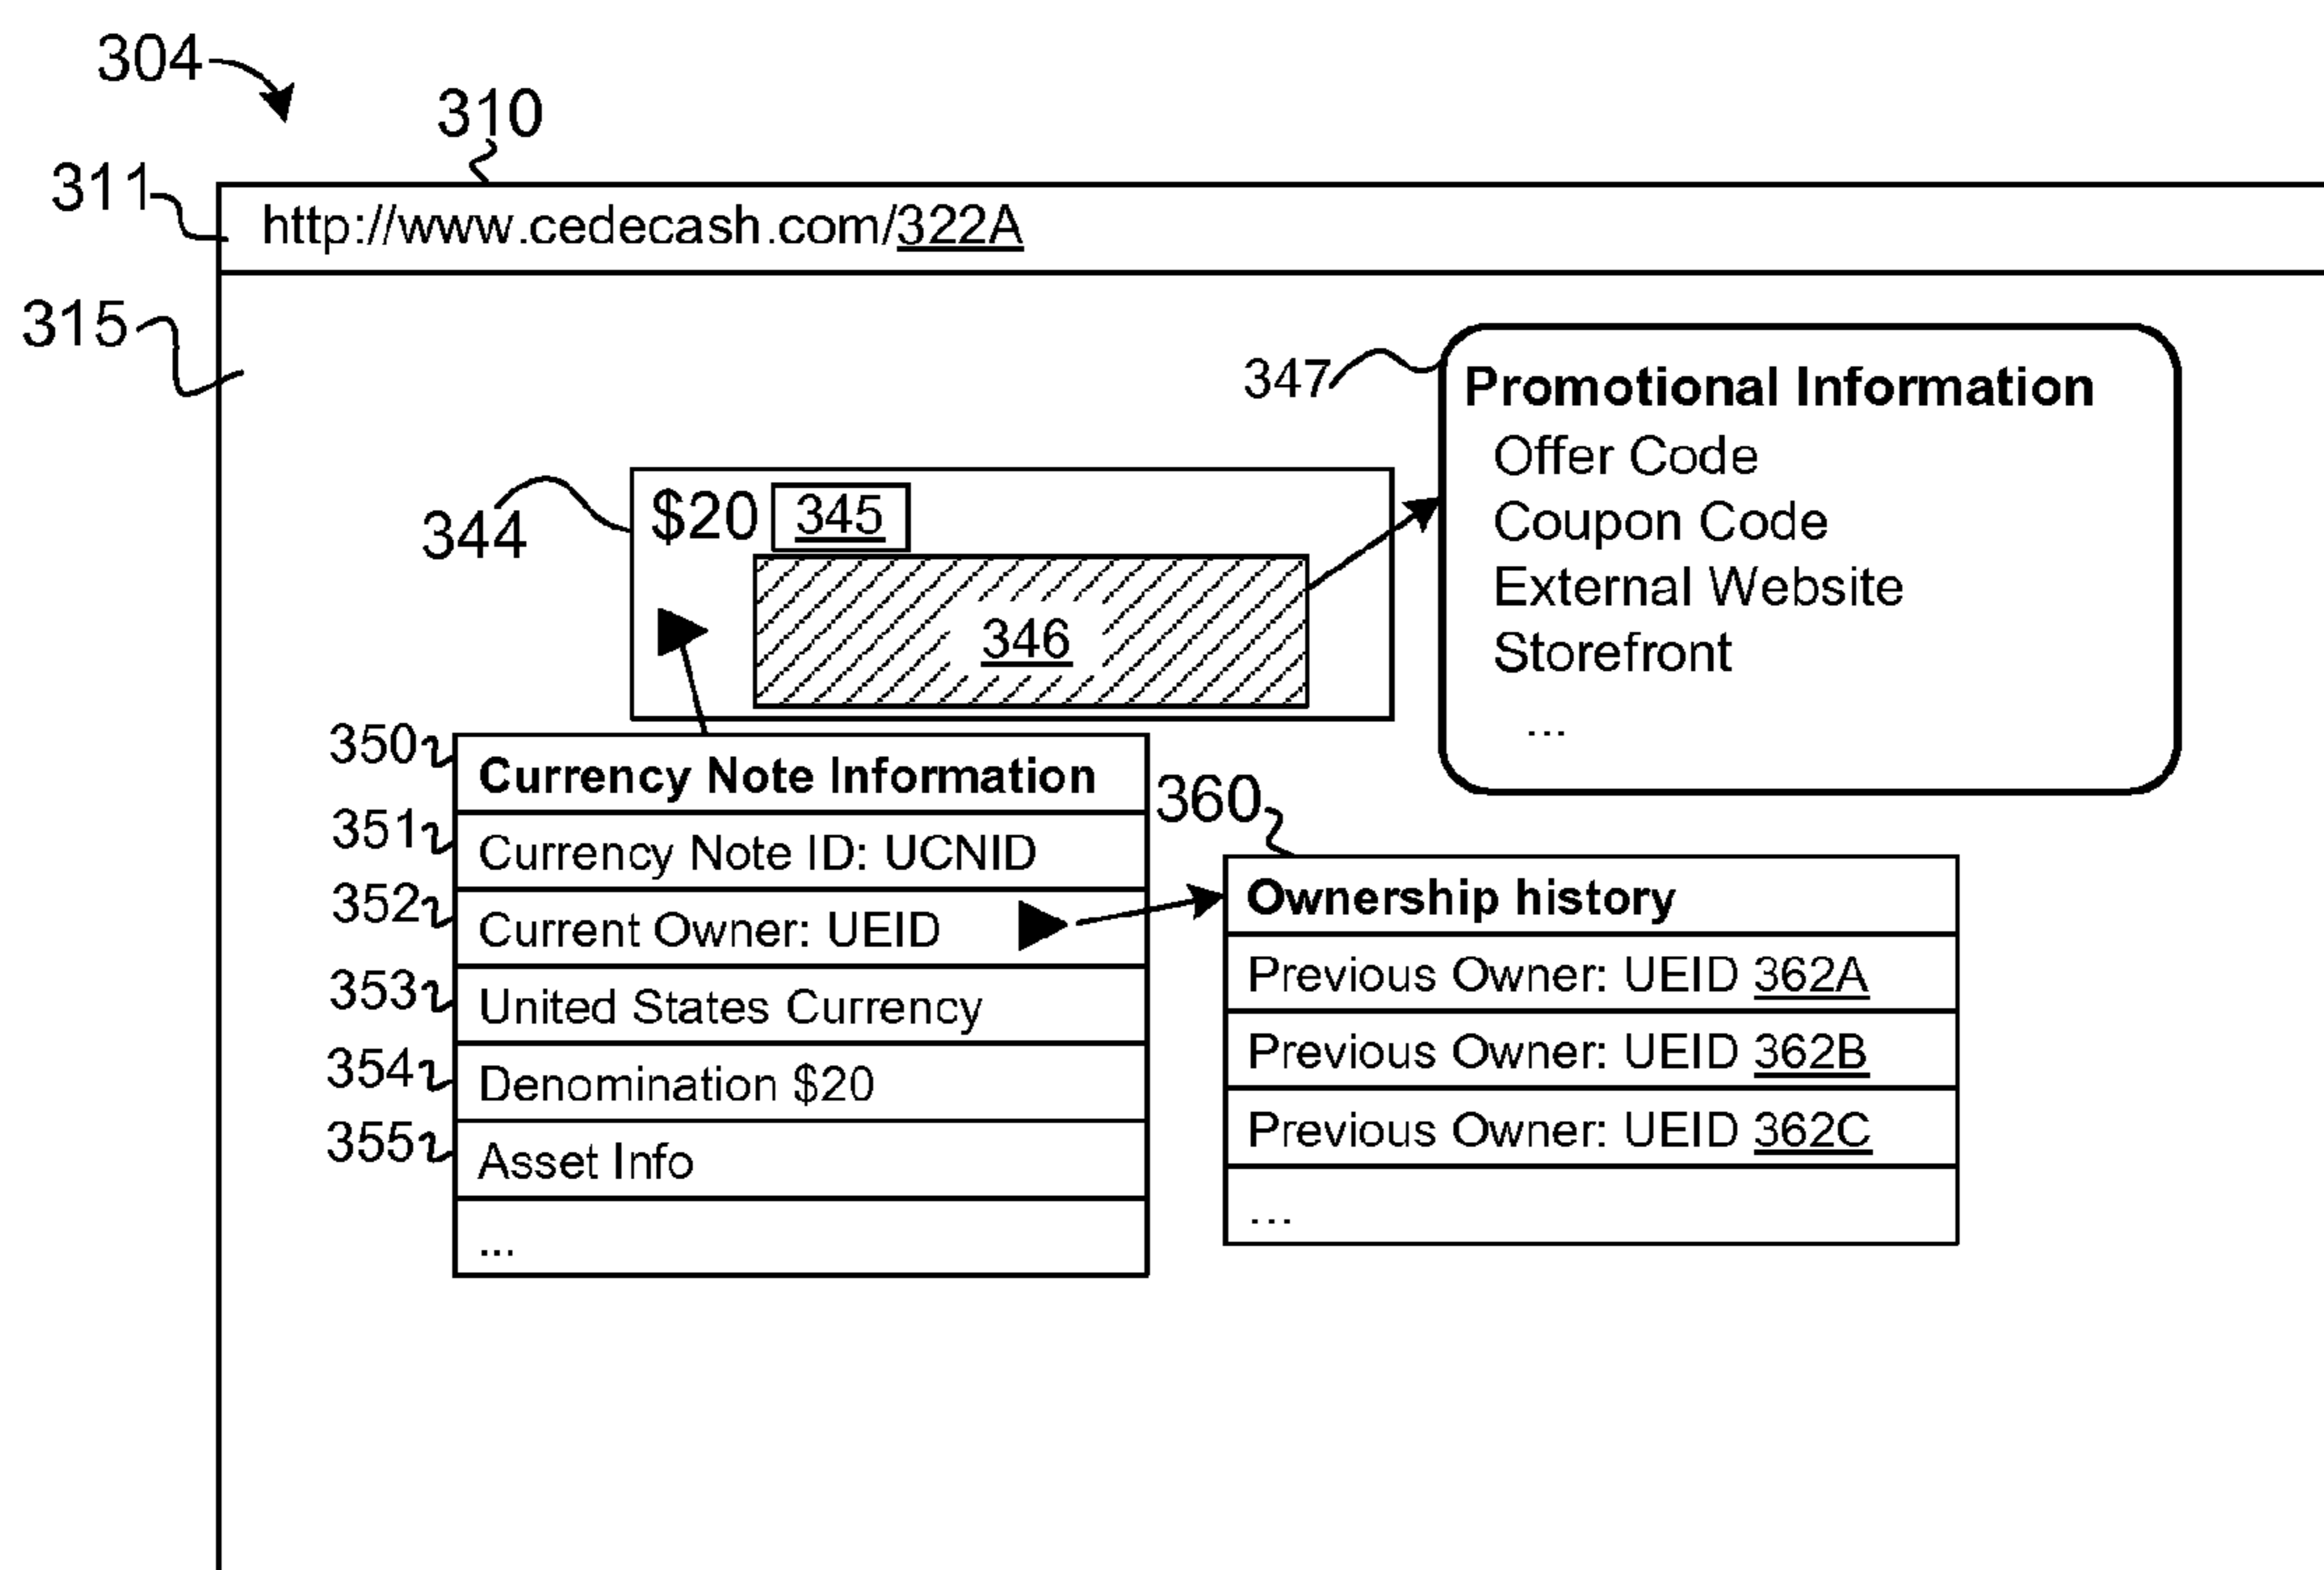 304
310
311
http://www.cedecash.com/322A
315
347
Promotional Information
Offer Code
Coupon Code
External Website
Storefront
...
344
$20 345
346
350
Currency Note Information
351
Currency Note ID: UCNID
352
Current Owner: UEID
353
United States Currency
354
Denomination $20
355
Asset Info
...
360
Ownership history
Previous Owner: UEID 362A
Previous Owner: UEID 362B
Previous Owner: UEID 362C
...